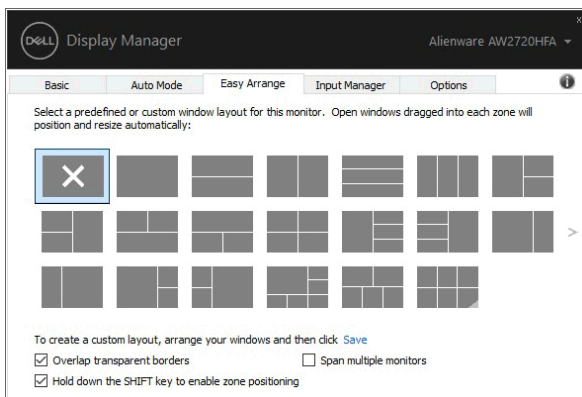 DELL Display Manager Alienware AW2720HFA
Basic Auto Mode Easy Arrange Input Manager Options
Select a predefined or custom window layout for this monitor. Open windows dragged into each zone will
position and resize automatically:
To create a custom layout, arrange your windows and then click Save
Overlap transparent borders Span multiple monitors
Hold down the SHIFT key to enable zone positioning